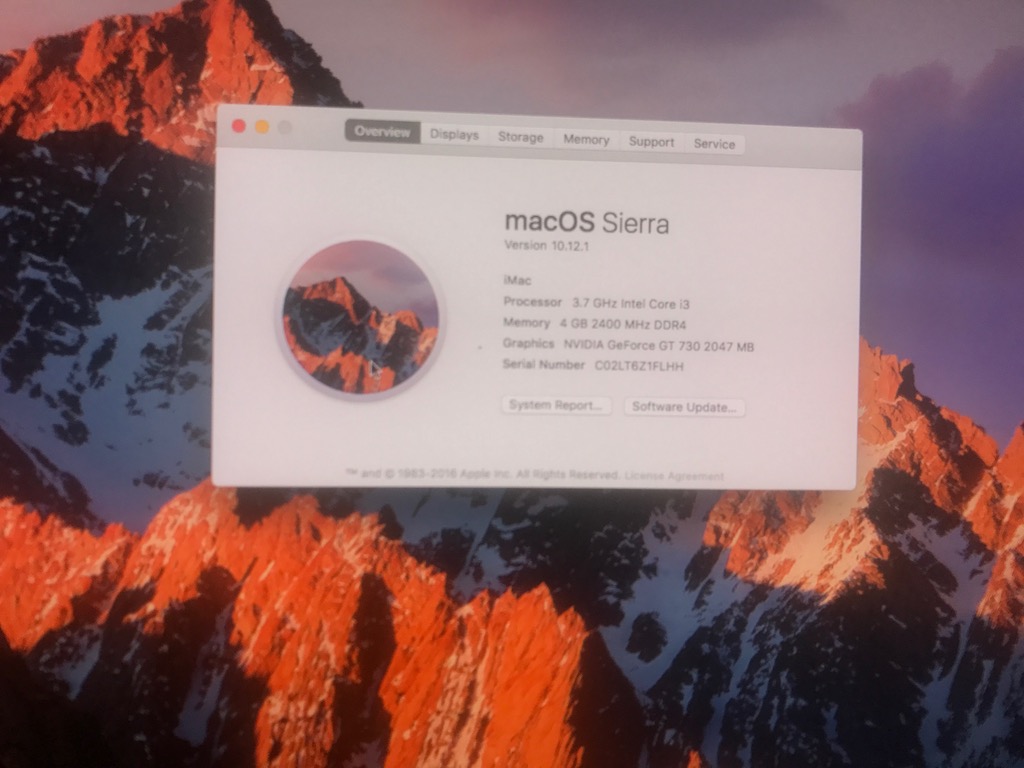 Overview Displays Storage Memory Support Service
macOS Sierra
Version 10.12.1
iMac
Processor 3.7 GHz Intel Core i3
Memory 4 GB 2400 MHz DDR4
Graphics NVIDIA GeForce GT 730 2047 MB
Serial Number C02LT6Z1FLHH
System Report... Software Update...
™ and © 1983-2016 Apple Inc. All Rights Reserved. License Agreement